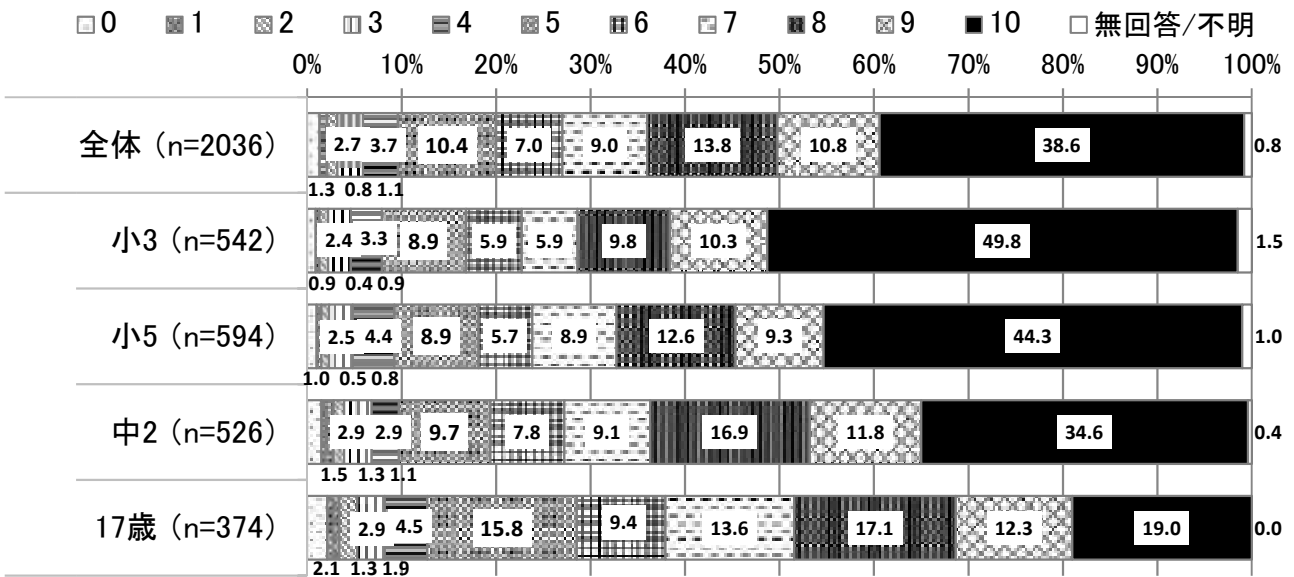 0 1 2 3 4 5 6 7 8 9 10 無回答/不明
0% 10% 20% 30% 40% 50% 60% 70% 80% 90% 100%
全体（n=2036） 2.7 3.7 10.4 7.0 9.0 13.8 10.8 38.6 0.8
1.3 0.8 1.1
小3（n=542） 2.4 3.3 8.9 5.9 5.9 9.8 10.3 49.8 1.5
0.9 0.4 0.9
小5（n=594） 2.5 4.4 8.9 5.7 8.9 12.6 9.3 44.3 1.0
1.0 0.5 0.8
中2（n=526） 2.9 2.9 9.7 7.8 9.1 16.9 11.8 34.6 0.4
1.5 1.3 1.1
17歳（n=374） 2.9 4.5 15.8 9.4 13.6 17.1 12.3 19.0 0.0
2.1 1.3 1.9